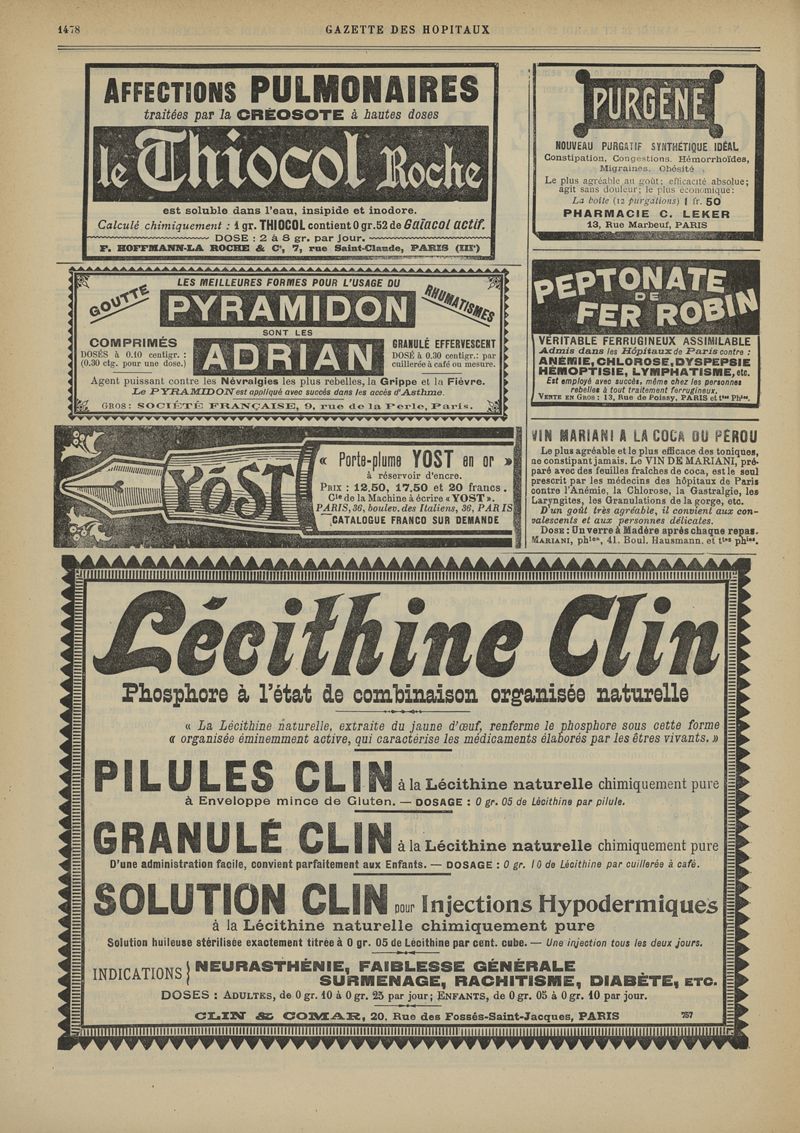 1478
GAZETTE DES HOPITAUX
AFFECTIONS PULMONAIRES
traitées par la CRÉOSOTE à hautes doses
le Thiocol Roche
est soluble dans l'eau, insipide et inodore.
Calculé chimiquement : 1 gr. THIOCOL contient 0 gr. 52 de Gaïacol actif.
DOSE : 2 à 8 gr. par jour.
F. HOFFMANN-LA ROCHE & Cie, 7, rue Saint-Claude, PARIS (IIIe)
PURGÈNE
NOUVEAU PURGATIF SYNTHÉTIQUE IDÉAL
Constipation, Congestions, Hémorrhoïdes,
Migraines, Obésité.
Le plus agréable au goût; efficacité absolue;
agit sans douleur; le plus économique:
La boîte (12 purgations) 1 fr. 50
PHARMACIE C. LEKER
13, Rue Marbeuf, PARIS
LES MEILLEURES FORMES POUR L'USAGE DU
GOUTTE
PYRAMIDON
RHUMATISMES
SONT LES
COMPRIMÉS
DOSÉS à 0.10 centigr. :
(0.30 ctg. pour une dose.)
ADRIAN
GRANULÉ EFFERVESCENT
DOSÉ à 0.30 centigr.: par
cuillerée à café ou mesure.
Agent puissant contre les Névralgies les plus rebelles, la Grippe et la Fièvre.
Le PYRAMIDON est appliqué avec succès dans les accès d'Asthme.
GROS: SOCIÉTÉ FRANÇAISE, 9, rue de la Perle, Paris.
PEPTONATE
DE
FER ROBIN
VÉRITABLE FERRUGINEUX ASSIMILABLE
Admis dans les Hôpitaux de Paris contre :
ANÉMIE, CHLOROSE, DYSPEPSIE
HÉMOPTISIE, LYMPHATISME, etc.
Est employé avec succès, même chez les personnes
rebelles à tout traitement ferrugineux.
VENTE EN GROS : 13, Rue de Poissy, PARIS et ttes Phies.
YOST
« Porte-plume YOST en or »
à réservoir d'encre.
PRIX : 12,50, 17,50 et 20 francs.
Cie de la Machine à écrire « YOST ».
PARIS, 36, boulev. des Italiens, 36, PARIS
CATALOGUE FRANCO SUR DEMANDE
VIN MARIANI A LA COCA DU PÉROU
Le plus agréable et le plus efficace des toniques,
ne constipant jamais. Le VIN DE MARIANI, pré-
paré avec des feuilles fraîches de coca, est le seul
prescrit par les médecins des hôpitaux de Paris
contre l'Anémie, la Chlorose, la Gastralgie, les
Laryngites, les Granulations de la gorge, etc.
D'un goût très agréable, il convient aux con-
valescents et aux personnes délicates.
DOSE : Un verre à Madère après chaque repas.
MARIANI, phien, 41, Boul. Hausmann, et ttes phies.
Lécithine Clin
Phosphore à l'état de combinaison organisée naturelle
« La Lécithine naturelle, extraite du jaune d'œuf, renferme le phosphore sous cette forme
« organisée éminemment active, qui caractérise les médicaments élaborés par les êtres vivants. »
PILULES CLIN à la Lécithine naturelle chimiquement pure
à Enveloppe mince de Gluten. — DOSAGE : 0 gr. 05 de Lécithine par pilule.
GRANULÉ CLIN à la Lécithine naturelle chimiquement pure
D'une administration facile, convient parfaitement aux Enfants. — DOSAGE : 0 gr. 10 de Lécithine par cuillerée à café.
SOLUTION CLIN pour Injections Hypodermiques
à la Lécithine naturelle chimiquement pure
Solution huileuse stérilisée exactement titrée à 0 gr. 05 de Lécithine par cent. cube. — Une injection tous les deux jours.
INDICATIONS
NEURASTHÉNIE, FAIBLESSE GÉNÉRALE
SURMENAGE, RACHITISME, DIABÈTE, ETC.
DOSES : ADULTES, de 0 gr. 10 à 0 gr. 25 par jour; ENFANTS, de 0 gr. 05 à 0 gr. 10 par jour.
CLIN & COMAR, 20, Rue des Fossés-Saint-Jacques, PARIS
757